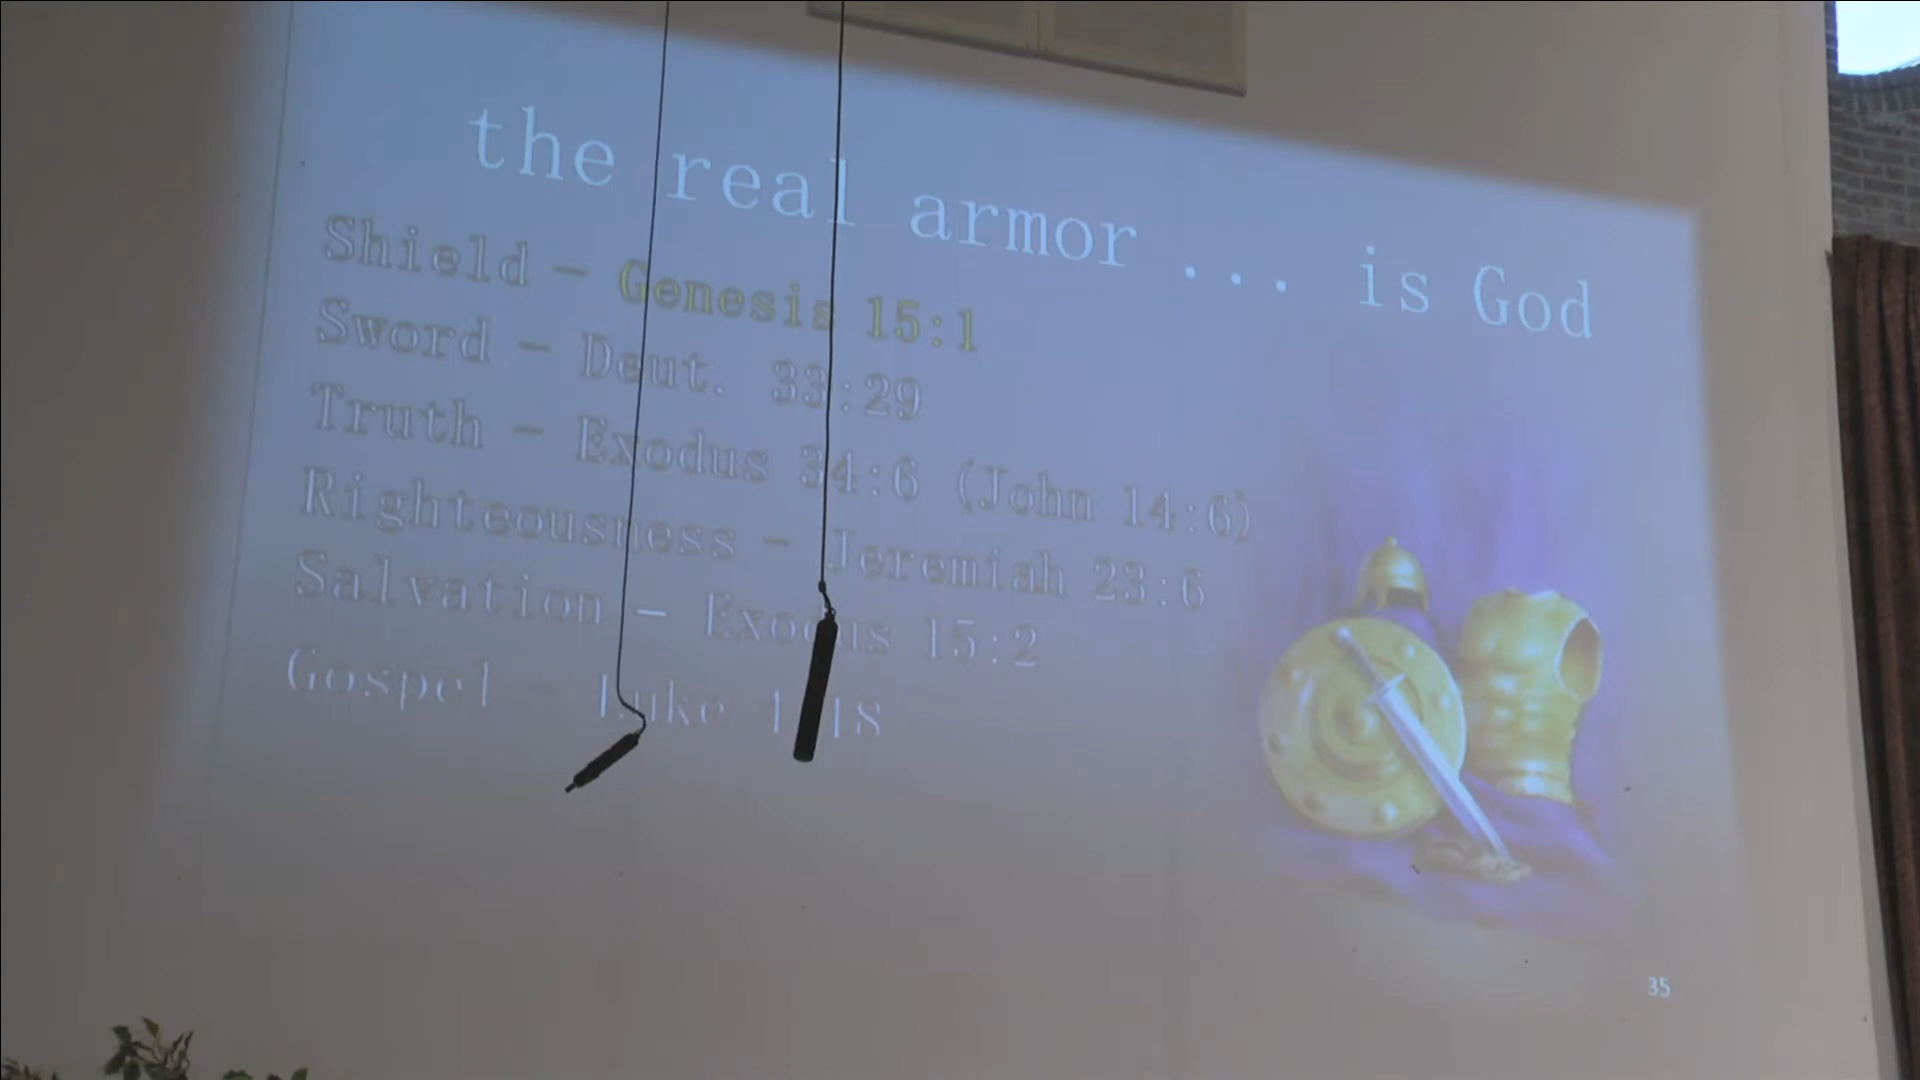 the real armor ... is God
Shield – Genesis 15:1
Sword – Deut. 33:29
Truth – Exodus 34:6 (John 14:6)
Righteousness – Jeremiah 23:6
Salvation – Exodus 15:2
Gospel – Luke
35